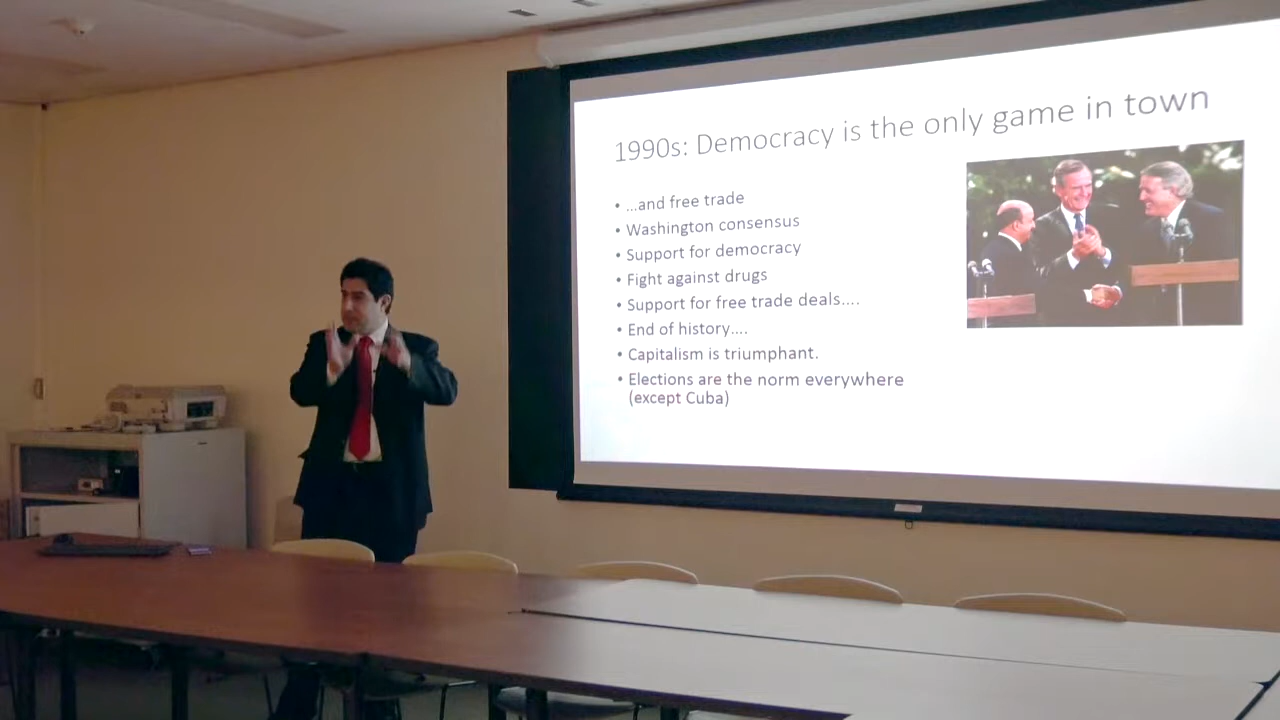 1990s: Democracy is the only game in town
• ...and free trade
• Washington consensus
• Support for democracy
• Fight against drugs
• Support for free trade deals....
• End of history....
• Capitalism is triumphant.
• Elections are the norm everywhere
(except Cuba)